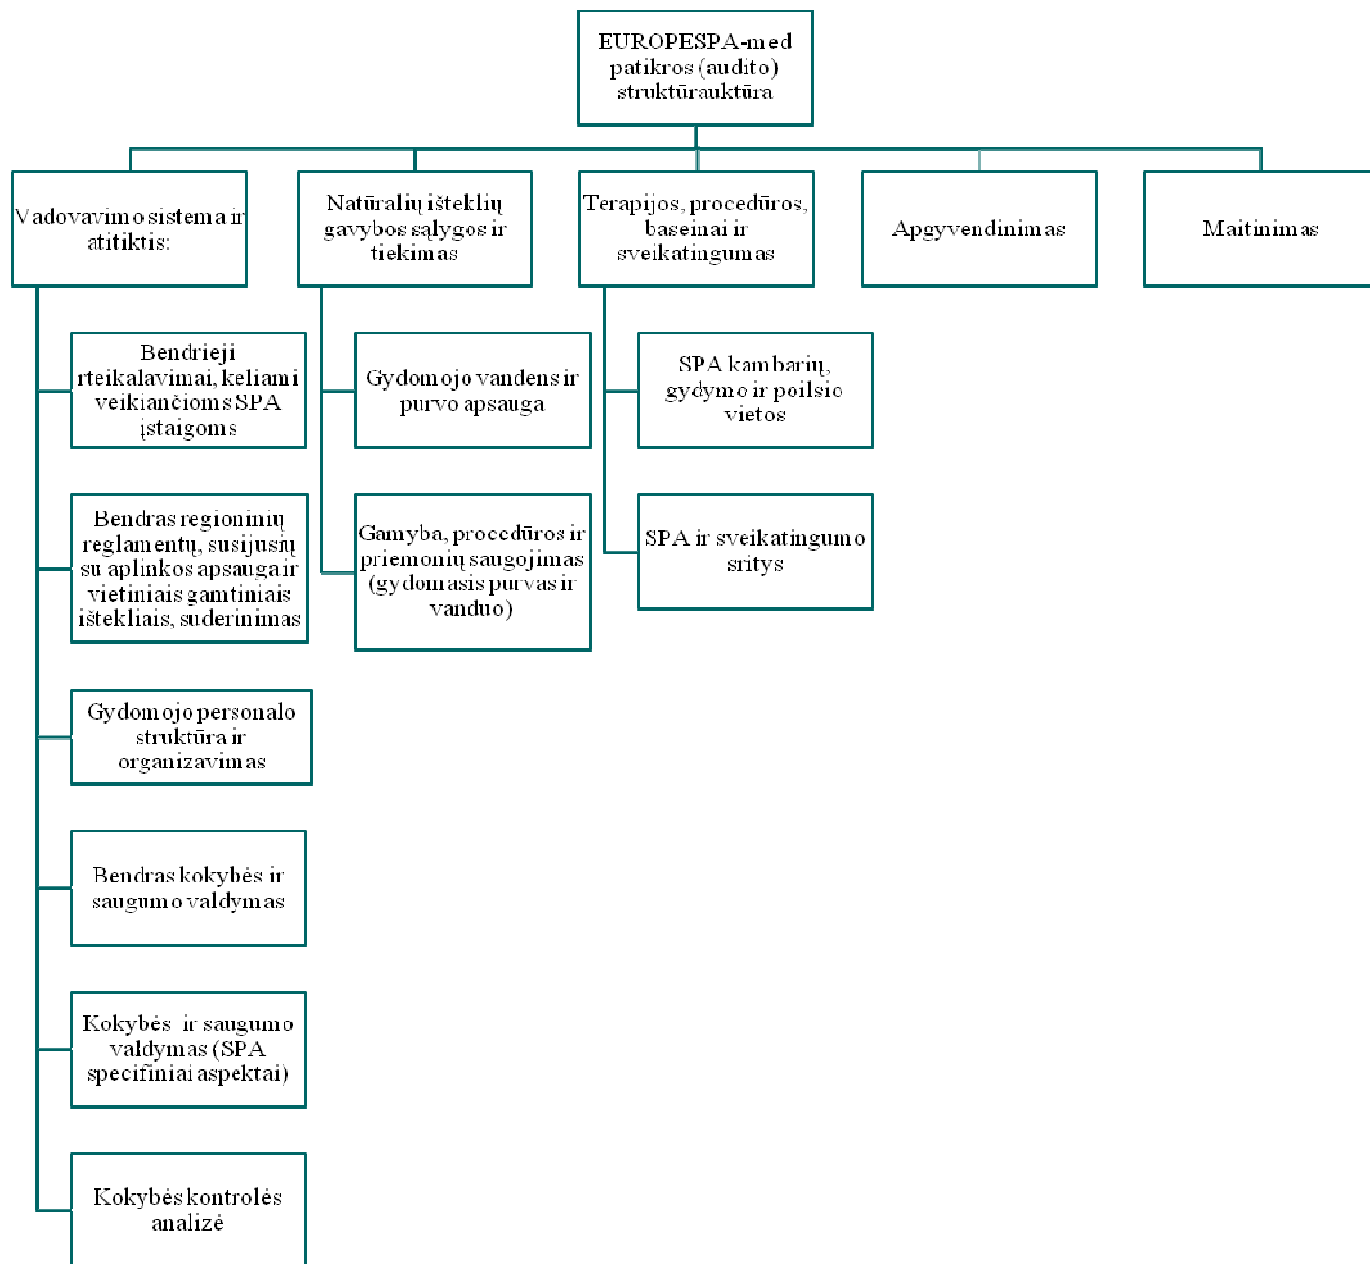 EUROPESPA-med
patikros (audito)
struktūrauktūra
Vadovavimo sistema ir
atitiktis:
Natūralių išteklių
gavybos sąlygos ir
tiekimas
Terapijos, procedūros,
baseinai ir
sveikatingumas
Apgyvendinimas
Maitinimas
Bendrieji
rteikalavimai, keliami
veikiančioms SPA
įstaigoms
Bendras regioninių
reglamentų, susijusių
su aplinkos apsauga ir
vietiniais gamtiniais
ištekliais, suderinimas
Gydomojo personalo
struktūra ir
organizavimas
Bendras kokybės ir
saugumo valdymas
Kokybės ir saugumo
valdymas (SPA
specifiniai aspektai)
Kokybės kontrolės
analizė
Gydomojo vandens ir
purvo apsauga
Gamyba, procedūros ir
priemonių saugojimas
(gydomasis purvas ir
vanduo)
SPA kambarių,
gydymo ir poilsio
vietos
SPA ir sveikatingumo
sritys